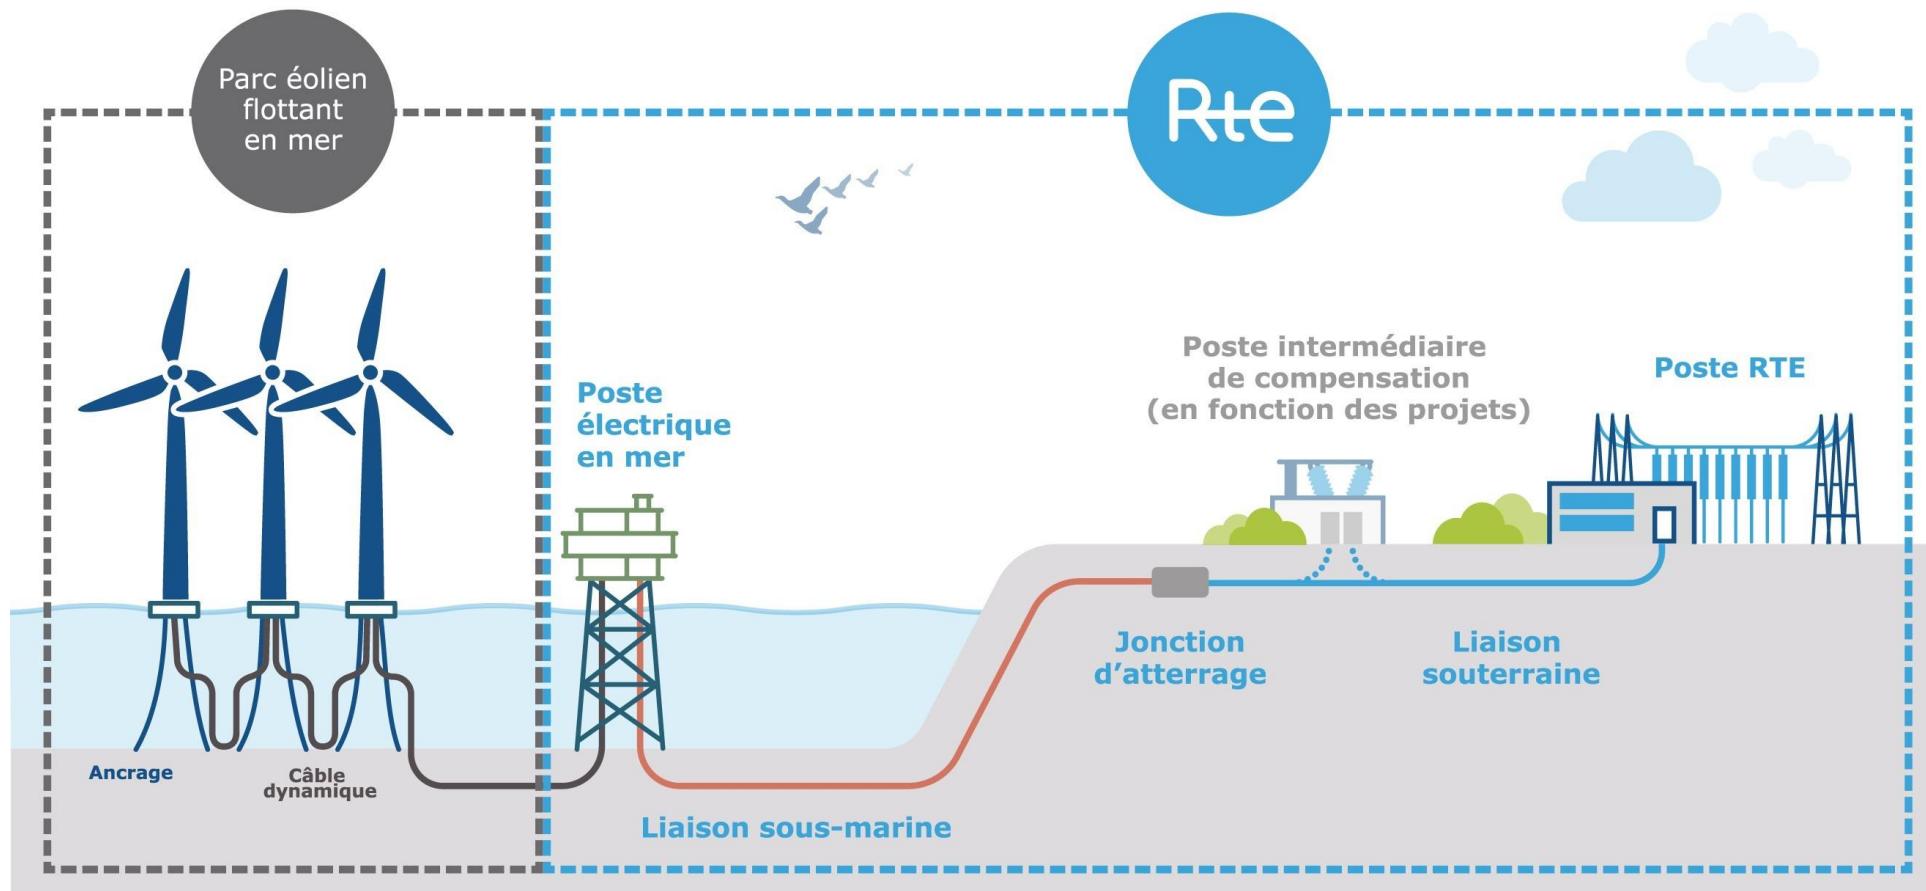 Parc éolien
flottant
en mer
Rte
Poste
électrique
en mer
Poste intermédiaire
de compensation
(en fonction des projets)
Poste RTE
Jonction
d’atterrage
Liaison
souterraine
Ancrage
Câble
dynamique
Liaison sous-marine